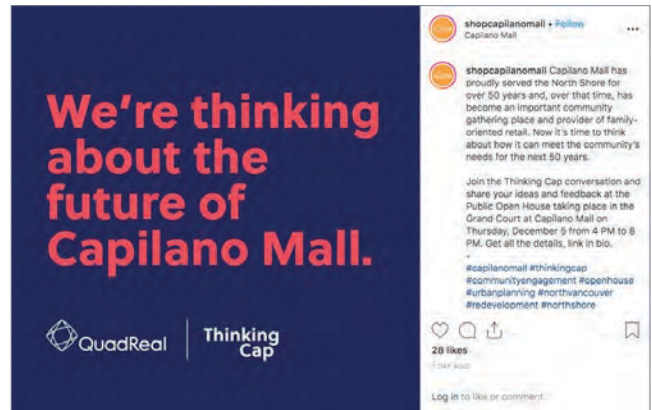 We're thinking
about the
future of
Capilano Mall.
QuadReal
Thinking
Cap
shopcapilanomall • Follow
Capilano Mall
shopcapilanomall Capilano Mall has
proudly served the North Shore for
over 50 years and, over that time, has
become an important community
gathering place and provider of family-
oriented retail. Now it's time to think
about how it can meet the community's
needs for the next 50 years.
Join the Thinking Cap conversation and
share your ideas and feedback at the
Public Open House taking place in the
Grand Court at Capilano Mall on
Thursday, December 5 from 4 PM to 8
PM. Get all the details, link in bio.
#capilanomall #thinkingcap
#communityengagement #openhouse
#urbanplanning #northvancouver
#redevelopment #northshore
28 likes
1 DAY AGO
Log in to like or comment.